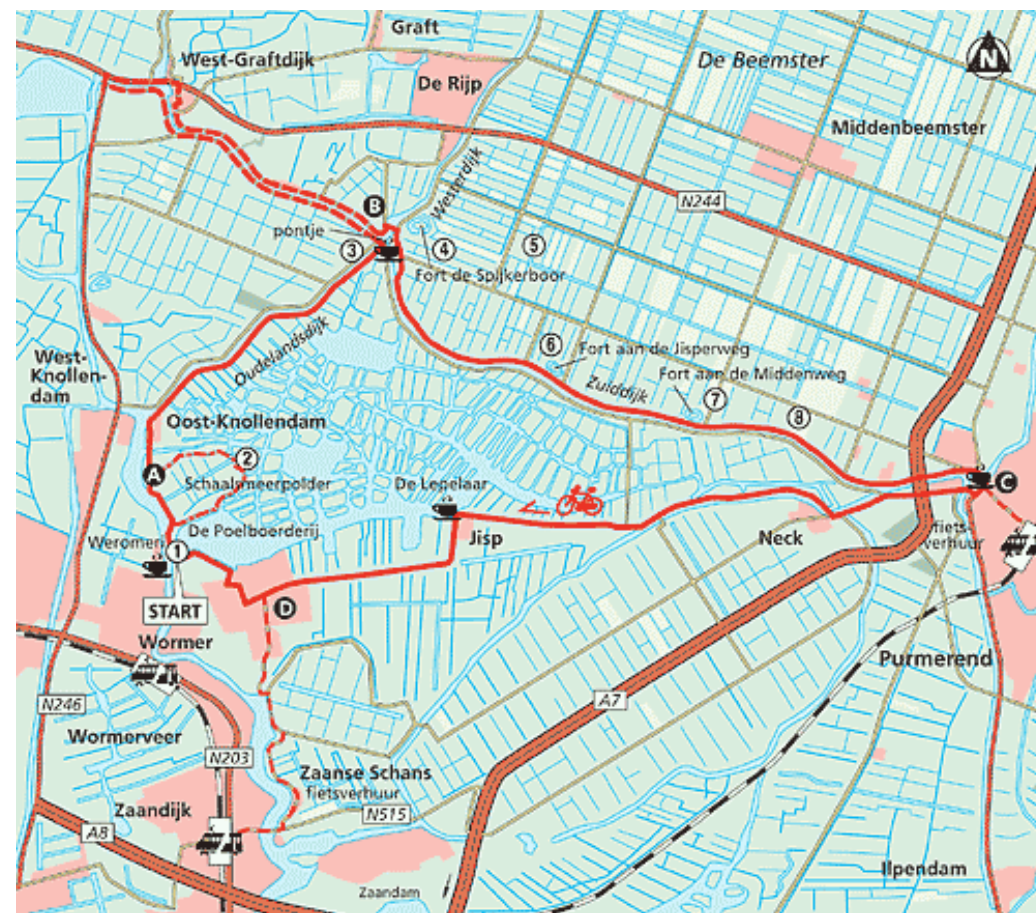 Graft
West-Graftdijk
De Rijp
De Beemster
N
Middenbeemster
Westerdijk
N244
B
pontje
3
4
5
Fort de Spijkerboor
6
Fort aan de Jisperweg
Oudelandsdijk
Zuiddijk
Fort aan de Middenweg
7
8
West-
Knollen-
dam
Oost-Knollendam
A
2
Schaalsmeerpolder
De Lepelaar
C
De Poelboerderij
Jisp
Neck
fiets-
verhuur
Weromeri
1
START
D
Wormer
Purmerend
N246
A7
Wormerveer
N203
Zaanse Schans
fietsverhuur
Zaandijk
N515
A8
Ilpendam
Zaandam